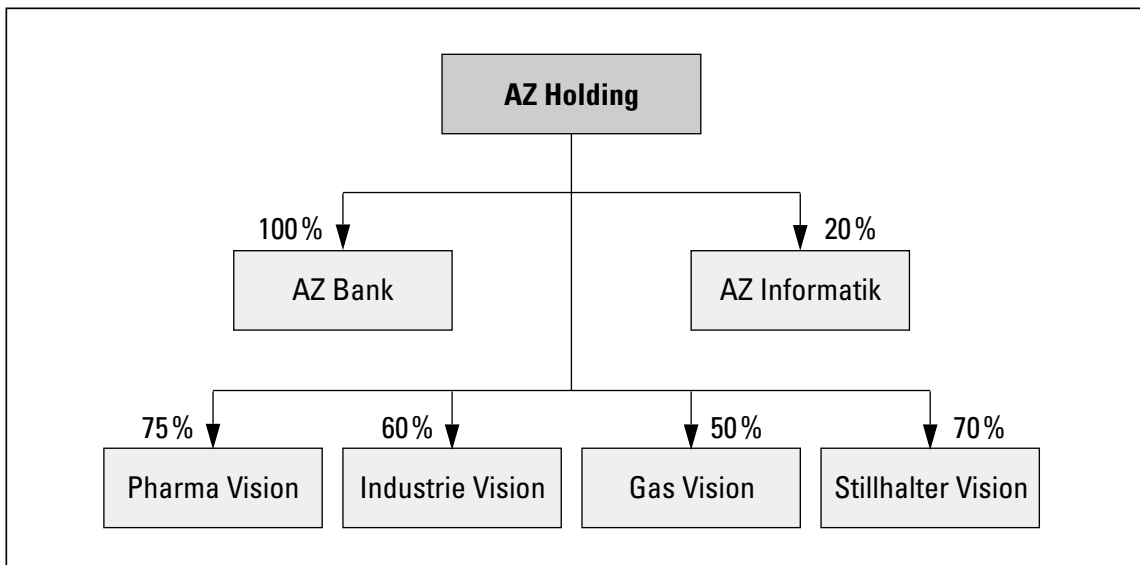 AZ Holding
100 %
20 %
AZ Bank
AZ Informatik
75 %
60 %
50 %
70 %
Pharma Vision
Industrie Vision
Gas Vision
Stillhalter Vision